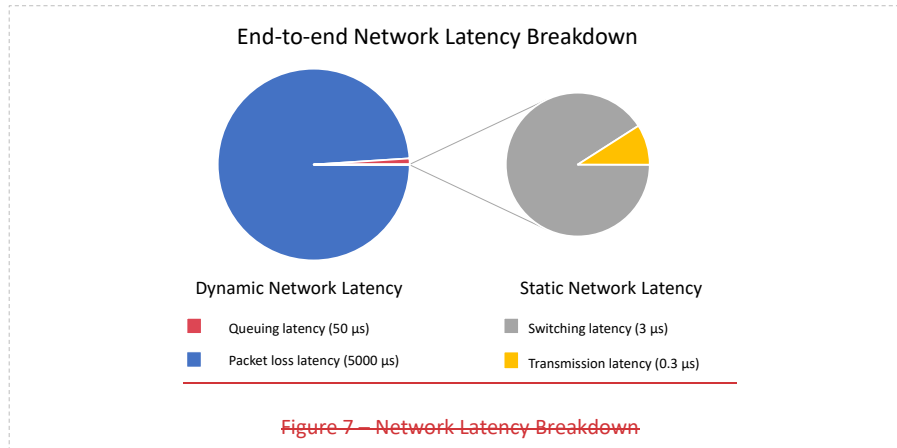 End-to-end Network Latency Breakdown
Dynamic Network Latency
Queuing latency (50 µs)
Packet loss latency (5000 µs)
Static Network Latency
Switching latency (3 µs)
Transmission latency (0.3 µs)
Figure 7 – Network Latency Breakdown